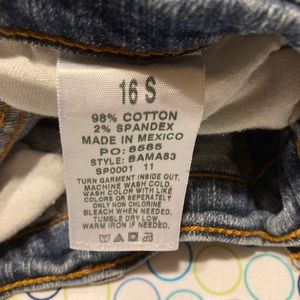 16 S
98% COTTON
2% SPANDEX
MADE IN MEXICO
PO: 8585
STYLE: BAMA83
SP0001 11
TURN GARMENT INSIDE OUT,
MACHINE WASH COLD
WASH COLOR WITH LIKE
COLORS OR SEPERATELY
ONLY NON CHLORINE
BLEACH WHEN NEEDED,
TUMBLE DRY LOW
WARM IRON IF NEEDED.